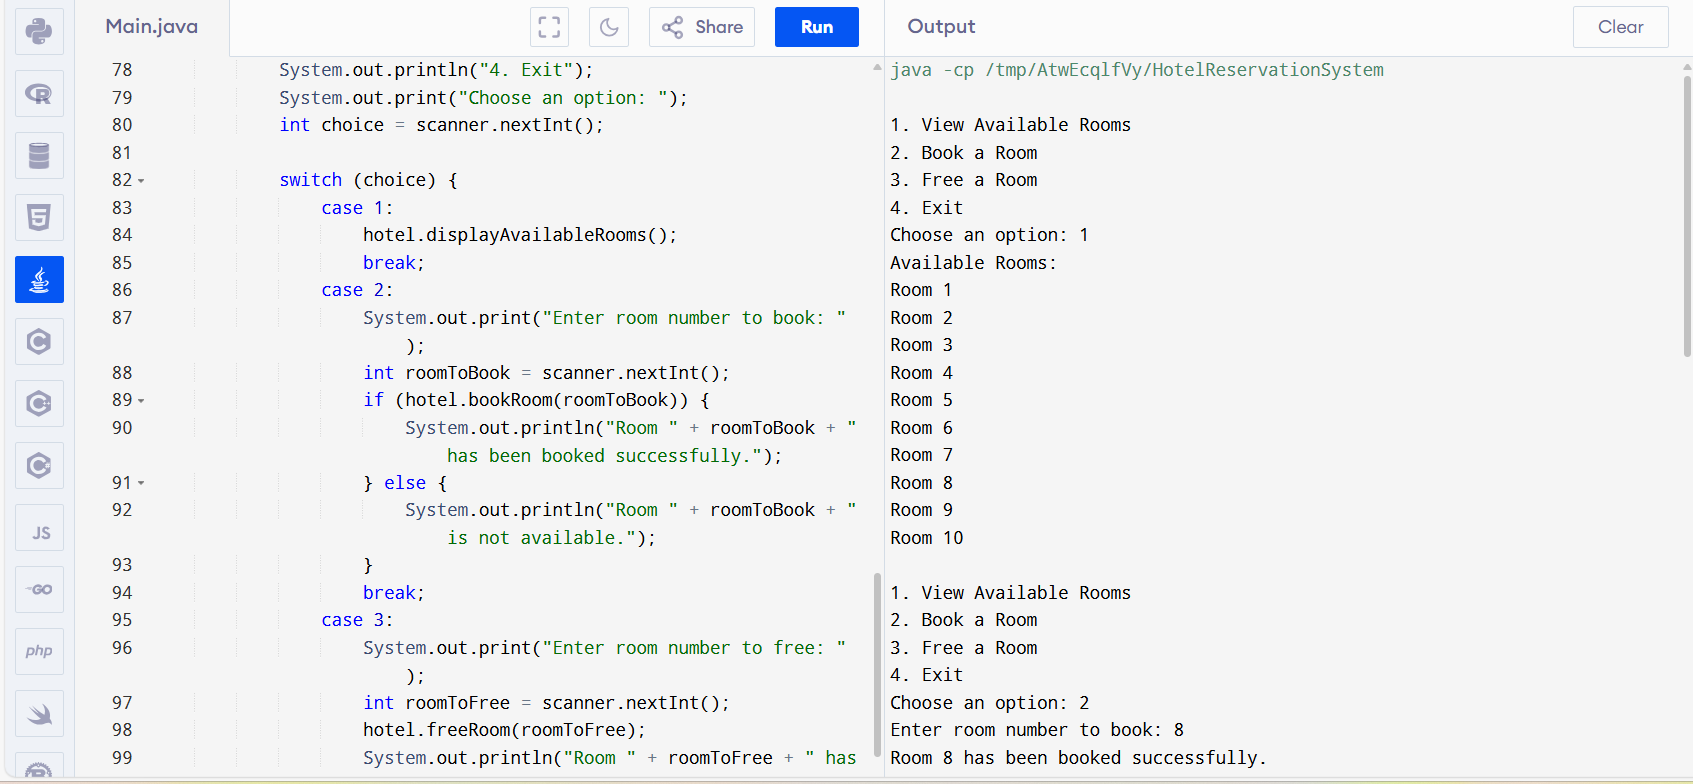 Main.java
Share
Run
Output
Clear
R
5
C
C
C
JS
GO
php
78 System.out.println("4. Exit");
79 System.out.print("Choose an option: ");
80 int choice = scanner.nextInt();
81
82 switch (choice) {
83 case 1:
84 hotel.displayAvailableRooms();
85 break;
86 case 2:
87 System.out.print("Enter room number to book: "
);
88 int roomToBook = scanner.nextInt();
89 if (hotel.bookRoom(roomToBook)) {
90 System.out.println("Room " + roomToBook + "
has been booked successfully.");
91 } else {
92 System.out.println("Room " + roomToBook + "
is not available.");
93 }
94 break;
95 case 3:
96 System.out.print("Enter room number to free: "
);
97 int roomToFree = scanner.nextInt();
98 hotel.freeRoom(roomToFree);
99 System.out.println("Room " + roomToFree + " has
java -cp /tmp/AtwEcqlfVy/HotelReservationSystem
1. View Available Rooms
2. Book a Room
3. Free a Room
4. Exit
Choose an option: 1
Available Rooms:
Room 1
Room 2
Room 3
Room 4
Room 5
Room 6
Room 7
Room 8
Room 9
Room 10
1. View Available Rooms
2. Book a Room
3. Free a Room
4. Exit
Choose an option: 2
Enter room number to book: 8
Room 8 has been booked successfully.